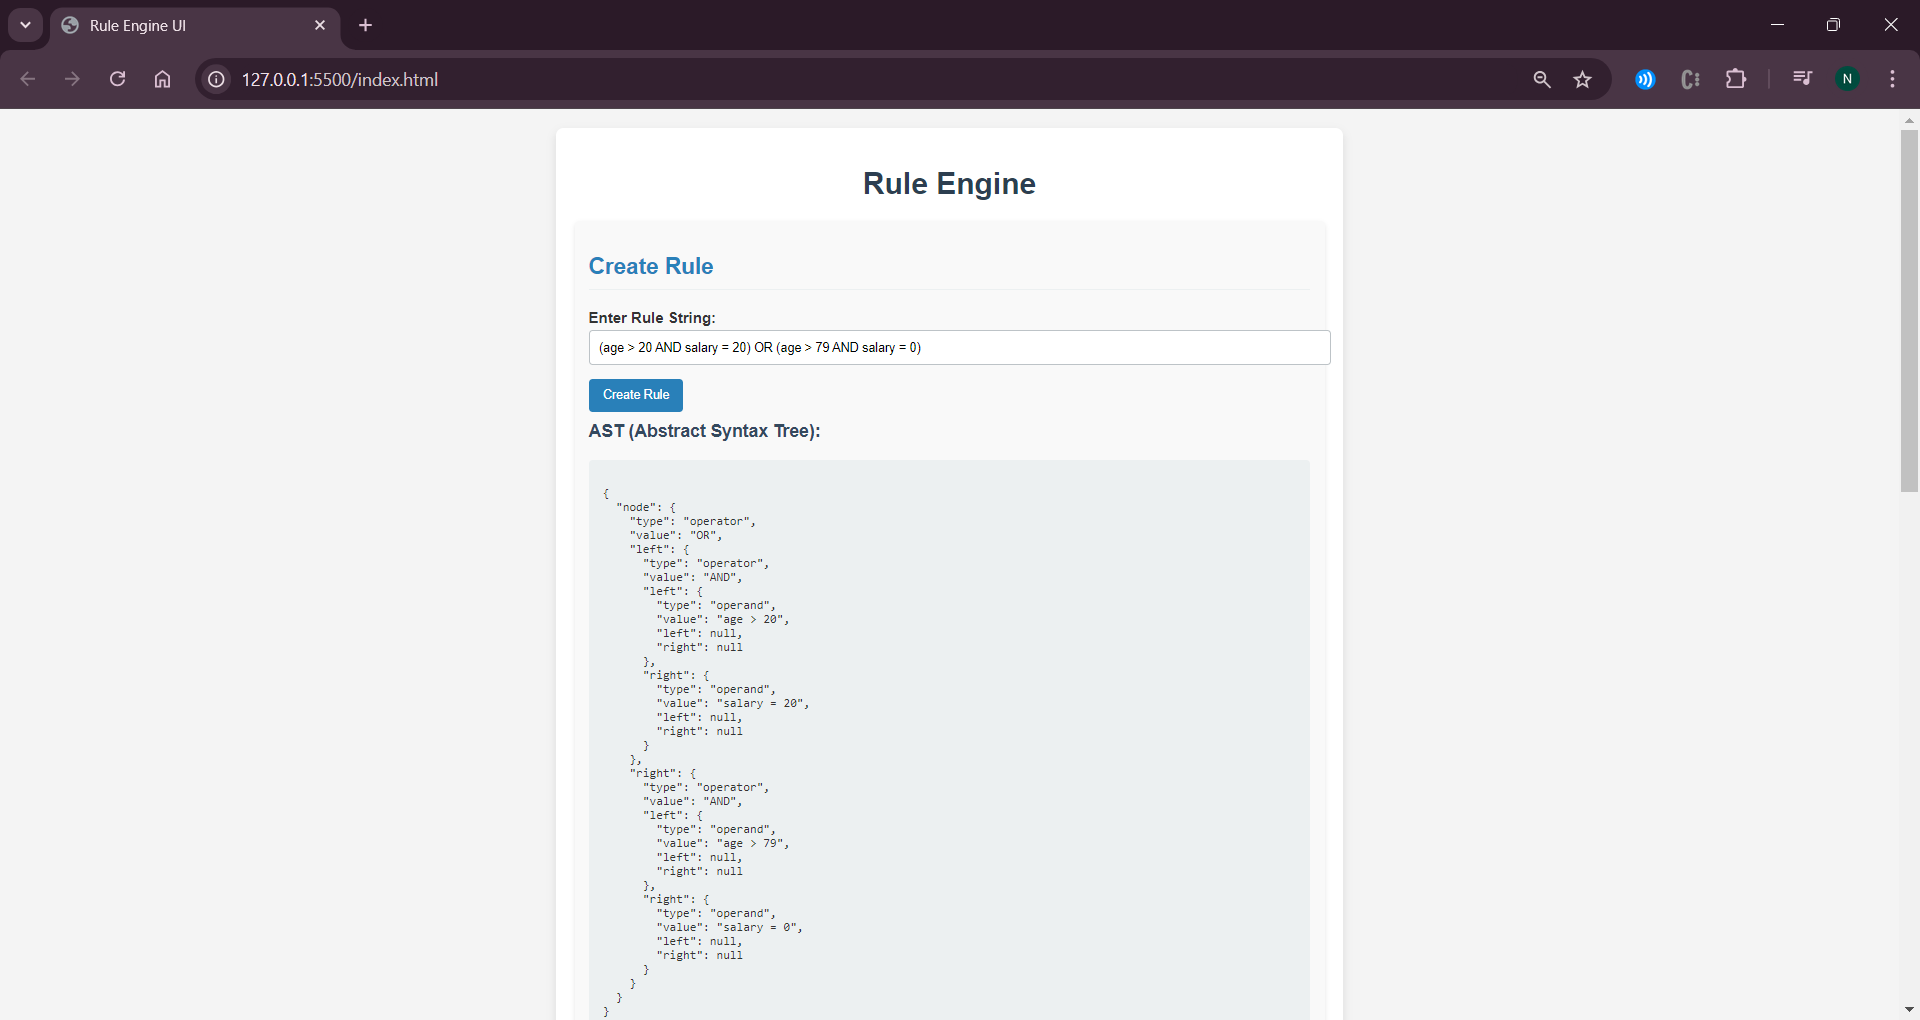 Rule Engine UI
127.0.0.1:5500/index.html
N
Rule Engine
Create Rule
Enter Rule String:
(age > 20 AND salary = 20) OR (age > 79 AND salary = 0)
Create Rule
AST (Abstract Syntax Tree):
{
  "node": {
    "type": "operator",
    "value": "OR",
    "left": {
      "type": "operator",
      "value": "AND",
      "left": {
        "type": "operand",
        "value": "age > 20",
        "left": null,
        "right": null
      },
      "right": {
        "type": "operand",
        "value": "salary = 20",
        "left": null,
        "right": null
      }
    },
    "right": {
      "type": "operator",
      "value": "AND",
      "left": {
        "type": "operand",
        "value": "age > 79",
        "left": null,
        "right": null
      },
      "right": {
        "type": "operand",
        "value": "salary = 0",
        "left": null,
        "right": null
      }
    }
  }
}